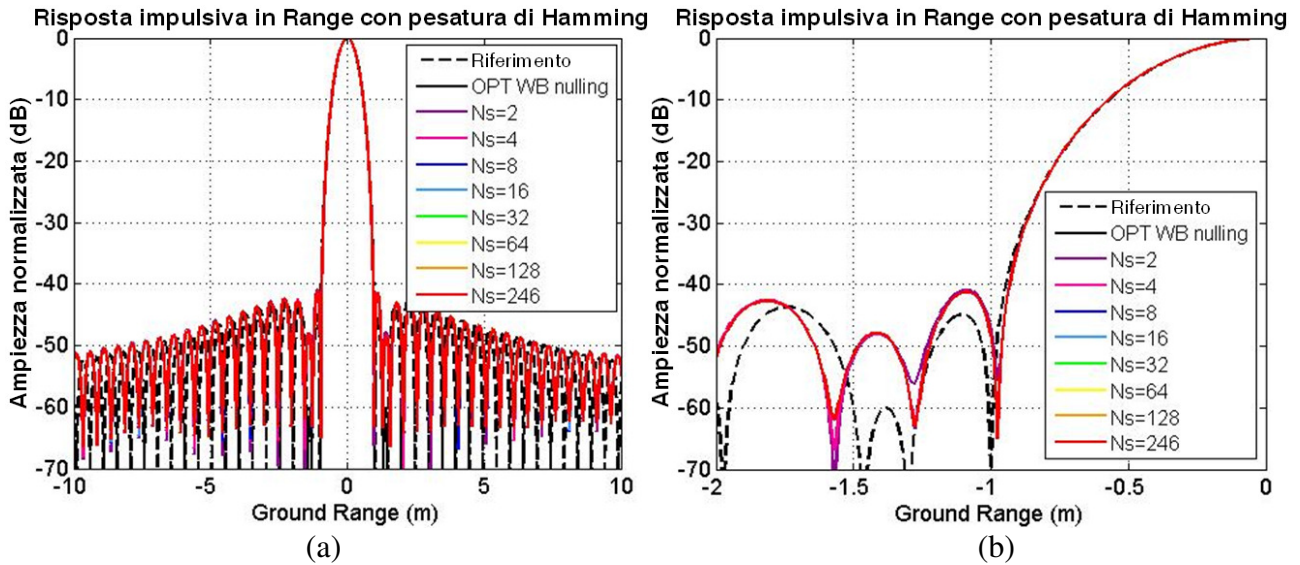 Risposta impulsiva in Range con pesatura di Hamming
0
-10
-20
-30
-40
-50
-60
-70
Ampiezza normalizzata (dB)
Riferimento
OPT WB nulling
Ns=2
Ns=4
Ns=8
Ns=16
Ns=32
Ns=64
Ns=128
Ns=246
-10
-5
0
5
10
Ground Range (m)
(a)
Risposta impulsiva in Range con pesatura di Hamming
0
-10
-20
-30
-40
-50
-60
-70
Ampiezza normalizzata (dB)
Riferimento
OPT WB nulling
Ns=2
Ns=4
Ns=8
Ns=16
Ns=32
Ns=64
Ns=128
Ns=246
-2
-1.5
-1
-0.5
0
Ground Range (m)
(b)